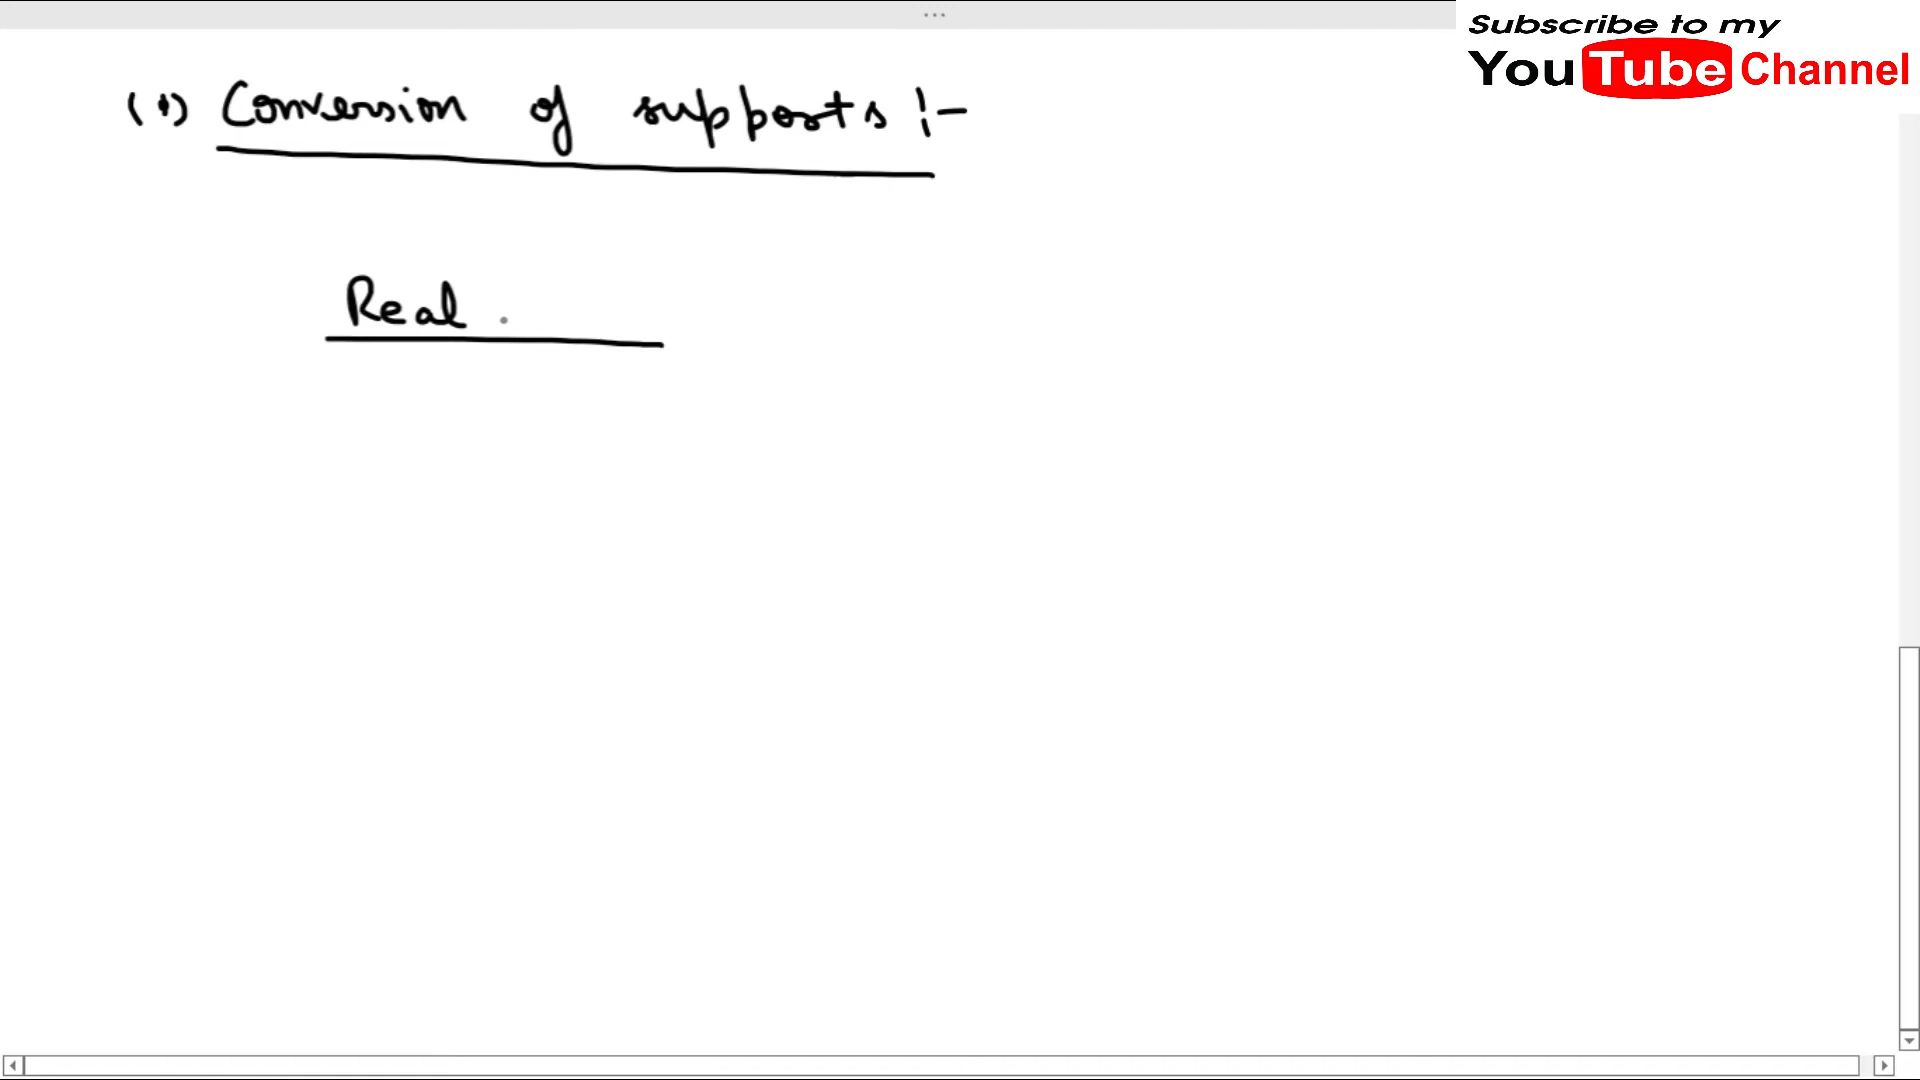 Subscribe to my
YouTube Channel
(1) Conversion of supports :-
Real